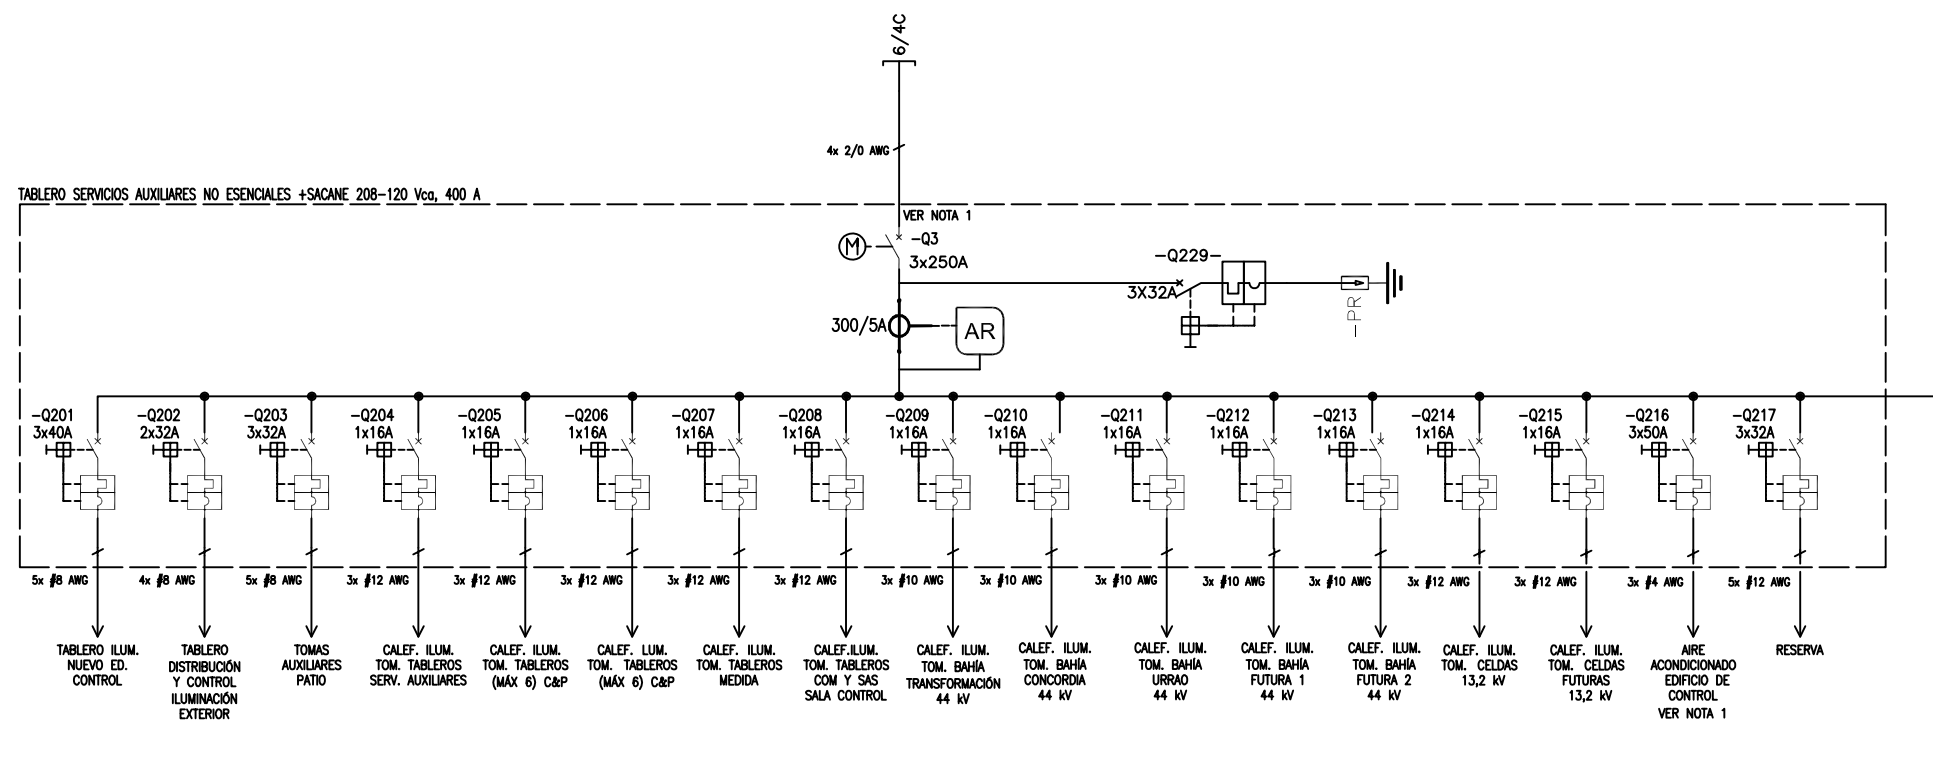 6/4C
4x 2/0 AWG
TABLERO SERVICIOS AUXILIARES NO ESENCIALES +SACANE 208-120 Vca, 400 A
VER NOTA 1
M
-Q3
3x250A
-Q229-
3X32A
-PR
300/5A
AR
-Q201
3x40A
-Q202
2x32A
-Q203
3x32A
-Q204
1x16A
-Q205
1x16A
-Q206
1x16A
-Q207
1x16A
-Q208
1x16A
-Q209
1x16A
-Q210
1x16A
-Q211
1x16A
-Q212
1x16A
-Q213
1x16A
-Q214
1x16A
-Q215
1x16A
-Q216
3x50A
-Q217
3x32A
5x #8 AWG
4x #8 AWG
5x #8 AWG
3x #12 AWG
3x #12 AWG
3x #12 AWG
3x #12 AWG
3x #12 AWG
3x #10 AWG
3x #10 AWG
3x #10 AWG
3x #10 AWG
3x #10 AWG
3x #12 AWG
3x #12 AWG
3x #4 AWG
5x #12 AWG
TABLERO ILUM.
NUEVO ED.
CONTROL
TABLERO
DISTRIBUCIÓN
Y CONTROL
ILUMINACIÓN
EXTERIOR
TOMAS
AUXILIARES
PATIO
CALEF. ILUM.
TOM. TABLEROS
SERV. AUXILIARES
CALEF. ILUM.
TOM. TABLEROS
(MÁX 6) C&P
CALEF. LUM.
TOM. TABLEROS
(MÁX 6) C&P
CALEF. ILUM.
TOM. TABLEROS
MEDIDA
CALEF.ILUM.
TOM. TABLEROS
COM Y SAS
SALA CONTROL
CALEF. ILUM.
TOM. BAHÍA
TRANSFORMACIÓN
44 kV
CALEF. ILUM.
TOM. BAHÍA
CONCORDIA
44 kV
CALEF. ILUM.
TOM. BAHÍA
URRAO
44 kV
CALEF. ILUM.
TOM. BAHÍA
FUTURA 1
44 kV
CALEF. ILUM.
TOM. BAHÍA
FUTURA 2
44 kV
CALEF. ILUM.
TOM. CELDAS
13,2 kV
CALEF. ILUM.
TOM. CELDAS
FUTURAS
13,2 kV
AIRE
ACONDICIONADO
EDIFICIO DE
CONTROL
VER NOTA 1
RESERVA